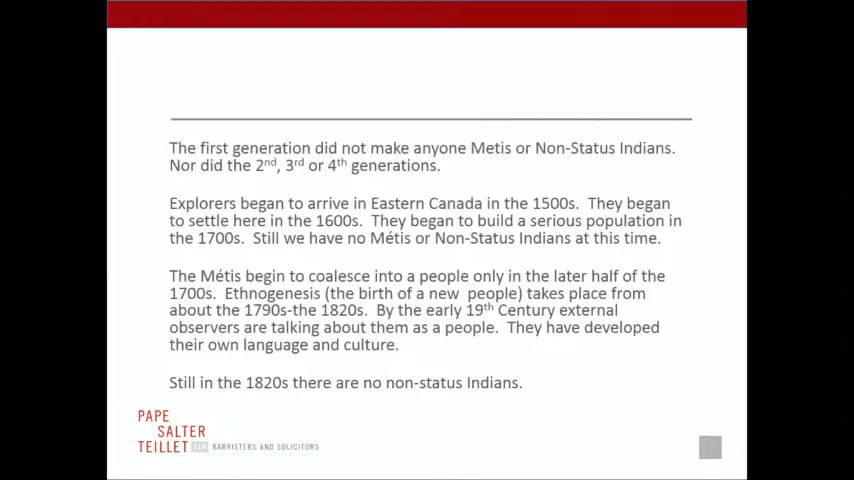 The first generation did not make anyone Metis or Non-Status Indians.
Nor did the 2nd, 3rd or 4th generations.
Explorers began to arrive in Eastern Canada in the 1500s. They began
to settle here in the 1600s. They began to build a serious population in
the 1700s. Still we have no Métis or Non-Status Indians at this time.
The Métis begin to coalesce into a people only in the later half of the
1700s. Ethnogenesis (the birth of a new people) takes place from
about the 1790s-the 1820s. By the early 19th Century external
observers are talking about them as a people. They have developed
their own language and culture.
Still in the 1820s there are no non-status Indians.
PAPE
SALTER
TEILLET LLP BARRISTERS AND SOLICITORS